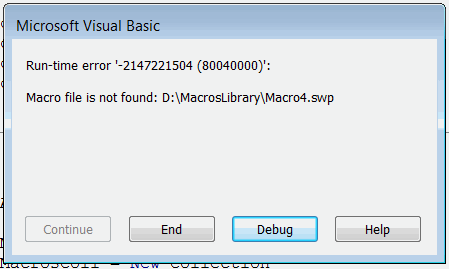 Microsoft Visual Basic
Run-time error '-2147221504 (80040000)':
Macro file is not found: D:\MacrosLibrary\Macro4.swp
Continue End Debug Help
= New Collection